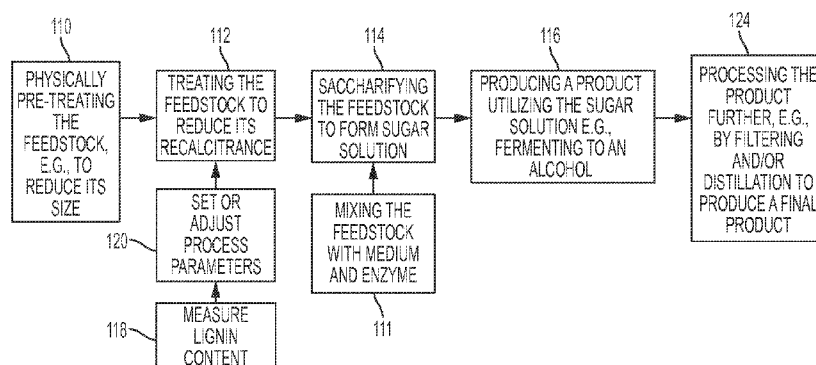 110
PHYSICALLY
PRE-TREATING
THE
FEEDSTOCK,
E.G., TO
REDUCE ITS
SIZE
112
TREATING THE
FEEDSTOCK TO
REDUCE ITS
RECALCITRANCE
114
SACCHARIFYING
THE FEEDSTOCK
TO FORM SUGAR
SOLUTION
116
PRODUCING A PRODUCT
UTILIZING THE SUGAR
SOLUTION E.G.,
FERMENTING TO AN
ALCOHOL
124
PROCESSING THE
PRODUCT
FURTHER, E.G.,
BY FILTERING
AND/OR
DISTILLATION TO
PRODUCE A FINAL
PRODUCT
120
SET OR
ADJUST
PROCESS
PARAMETERS
MIXING THE
FEEDSTOCK
WITH MEDIUM
AND ENZYME
111
118
MEASURE
LIGNIN
CONTENT